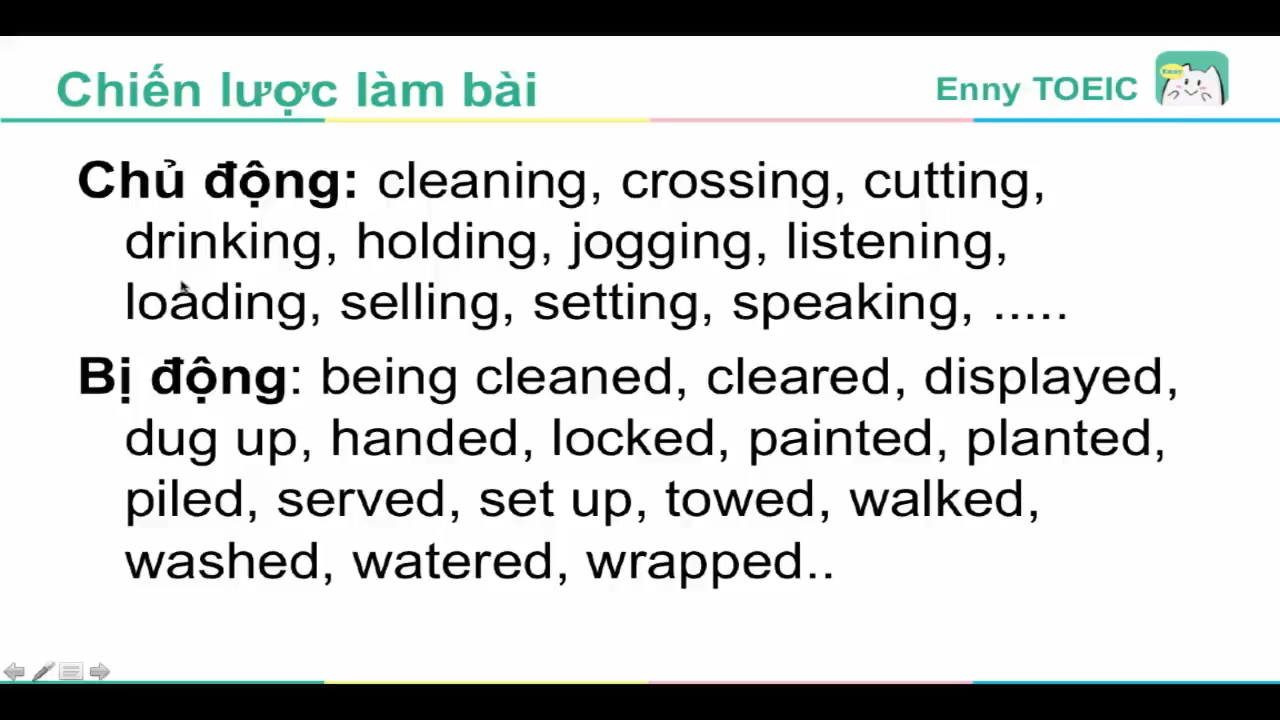 Chiến lược làm bài
Enny TOEIC
Enny
Chủ động: cleaning, crossing, cutting,
drinking, holding, jogging, listening,
loading, selling, setting, speaking, .....
Bị động: being cleaned, cleared, displayed,
dug up, handed, locked, painted, planted,
piled, served, set up, towed, walked,
washed, watered, wrapped..